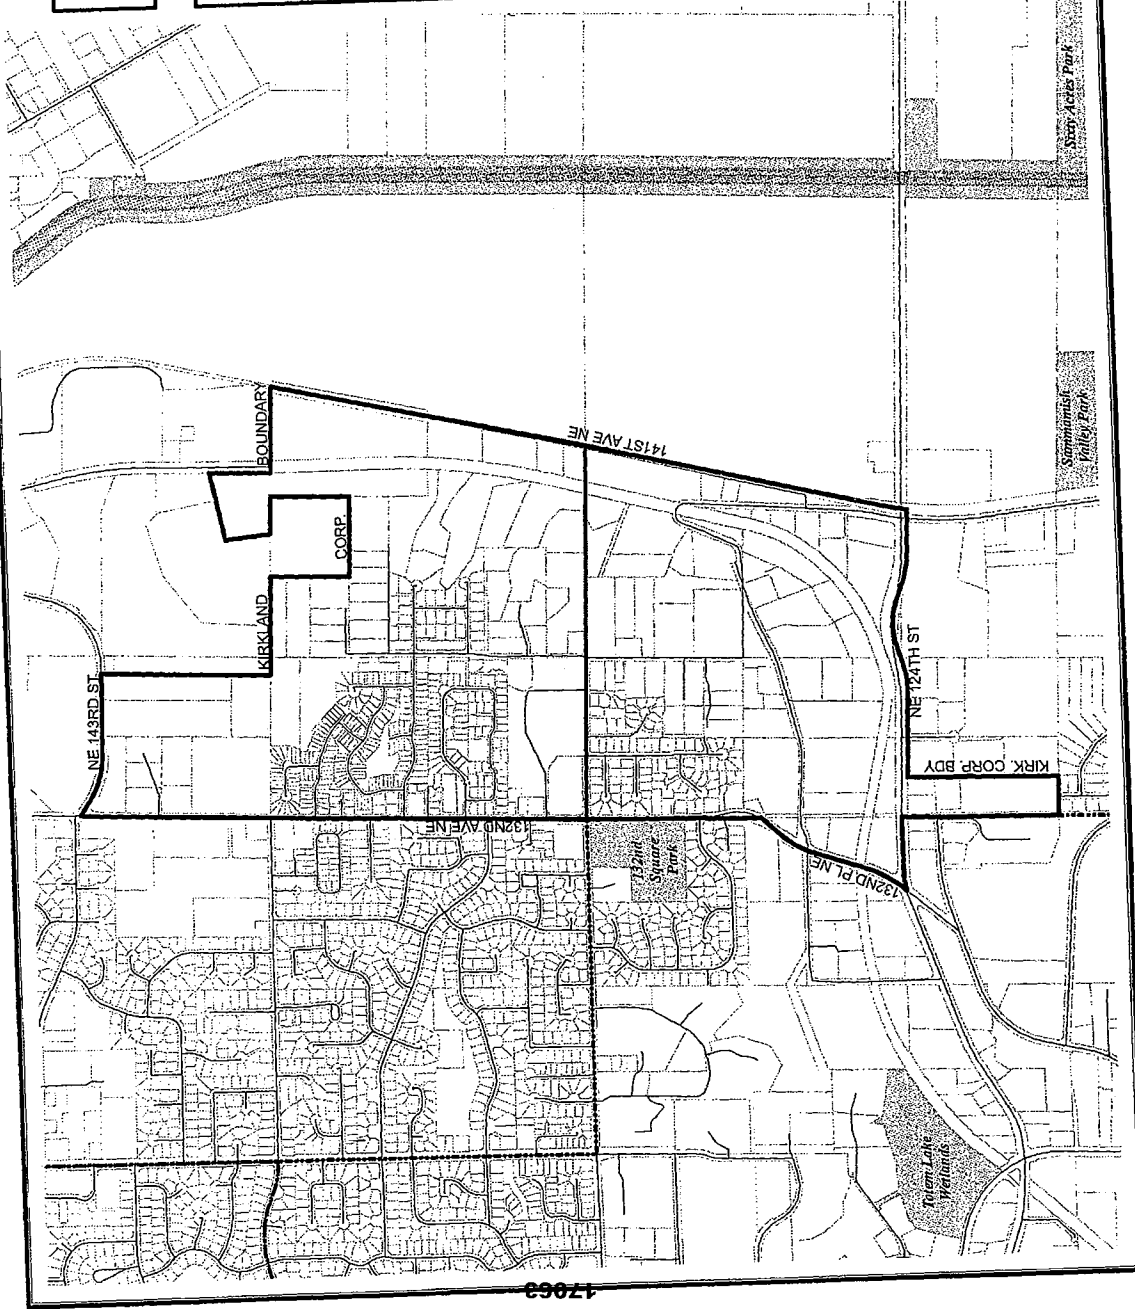 Sixty Acres Park
Sammamish
Valley Park
BOUNDARY
141ST AVE NE
CORP.
KIRKLAND
NE 143RD ST
NE 124TH ST
KIRK. CORP. BDY
132ND AVE NE
132nd
Square
Park
132ND PL NE
Totem Lake
Wetlands
17063